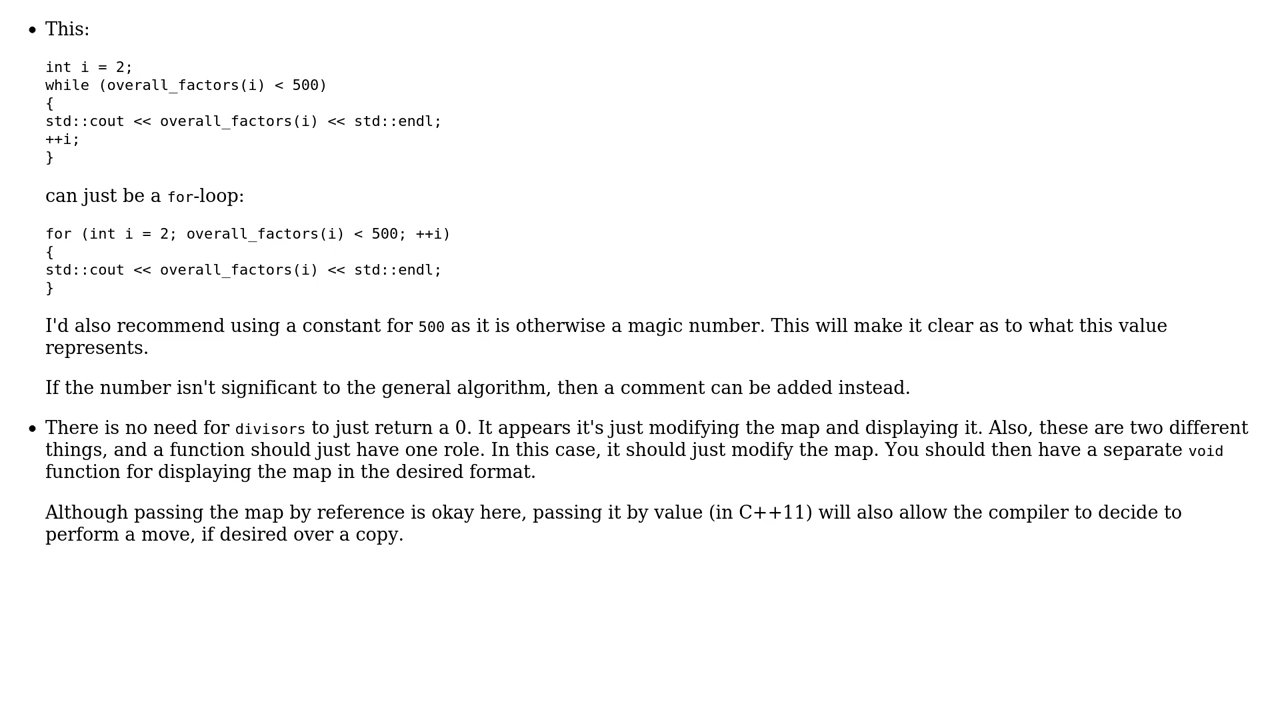 This:
int i = 2;
while (overall_factors(i) < 500)
{
std::cout << overall_factors(i) << std::endl;
++i;
}
can just be a for-loop:
for (int i = 2; overall_factors(i) < 500; ++i)
{
std::cout << overall_factors(i) << std::endl;
}
I'd also recommend using a constant for 500 as it is otherwise a magic number. This will make it clear as to what this value
represents.
If the number isn't significant to the general algorithm, then a comment can be added instead.
There is no need for divisors to just return a 0. It appears it's just modifying the map and displaying it. Also, these are two different
things, and a function should just have one role. In this case, it should just modify the map. You should then have a separate void
function for displaying the map in the desired format.
Although passing the map by reference is okay here, passing it by value (in C++11) will also allow the compiler to decide to
perform a move, if desired over a copy.